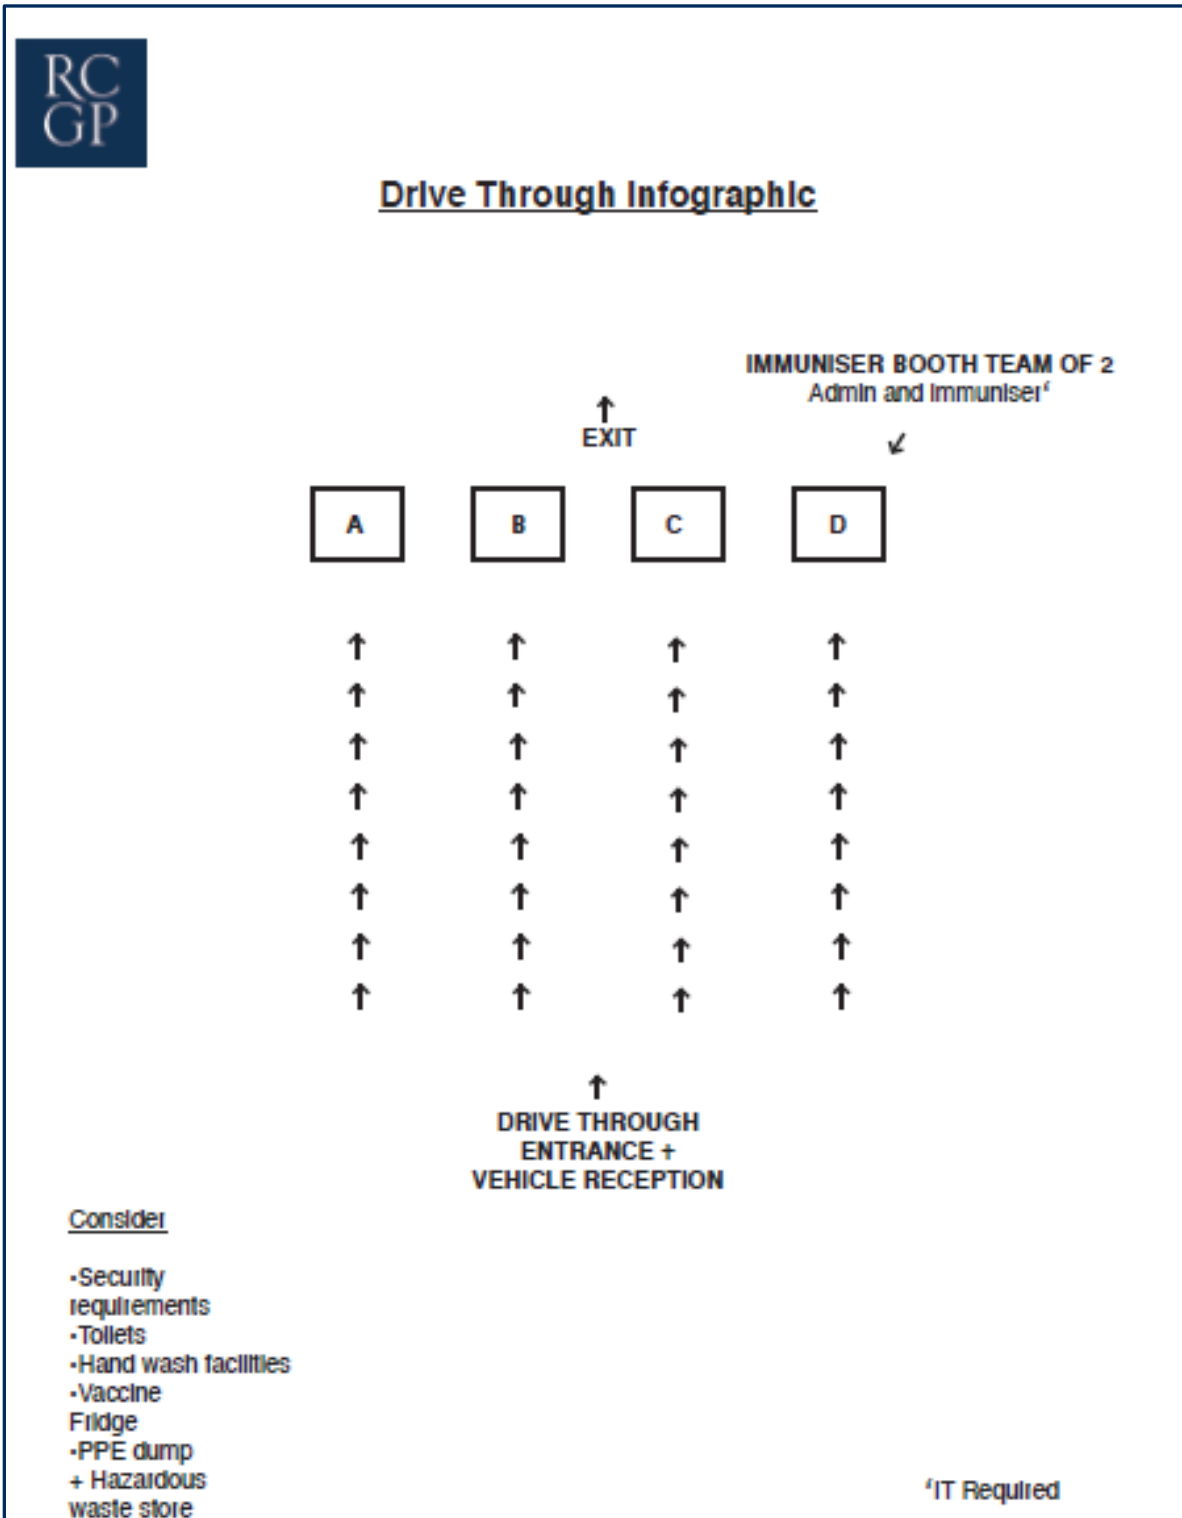 RC
GP
Drive Through Infographic
IMMUNISER BOOTH TEAM OF 2
Admin and Immuniser‘
EXIT
A B C D
DRIVE THROUGH
ENTRANCE +
VEHICLE RECEPTION
Consider
•Security
requirements
•Toilets
•Hand wash facilities
•Vaccine
Fridge
•PPE dump
+ Hazardous
waste store
‘IT Required